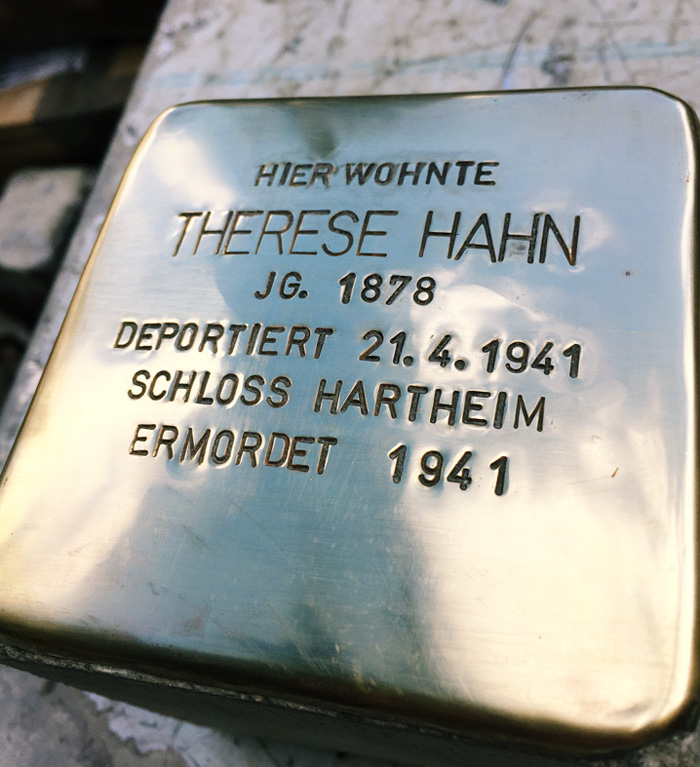 HIER WOHNTE
THERESE HAHN
JG. 1878
DEPORTIERT 21.4.1941
SCHLOSS HARTHEIM
ERMORDET 1941